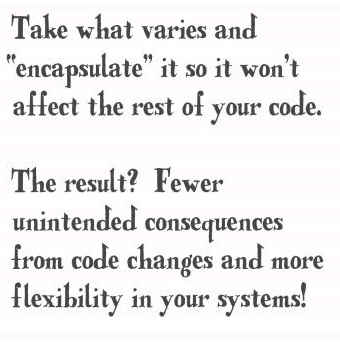 Take what varies and
"encapsulate" it so it won't
affect the rest of your code.
The result? Fewer
unintended consequences
from code changes and more
flexibility in your systems!